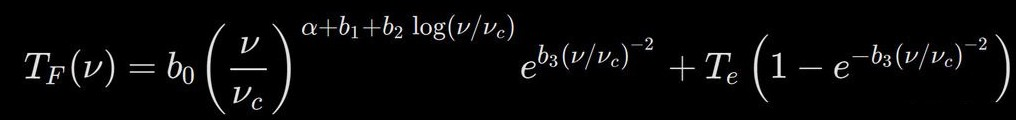 $T_F(\nu) = b_0 \left( \frac{\nu}{\nu_c} \right)^{\alpha + b_1 + b_2 \log(\nu/\nu_c)} e^{b_3(\nu/\nu_c)^{-2}} + T_e \left( 1 - e^{-b_3(\nu/\nu_c)^{-2}} \right)$